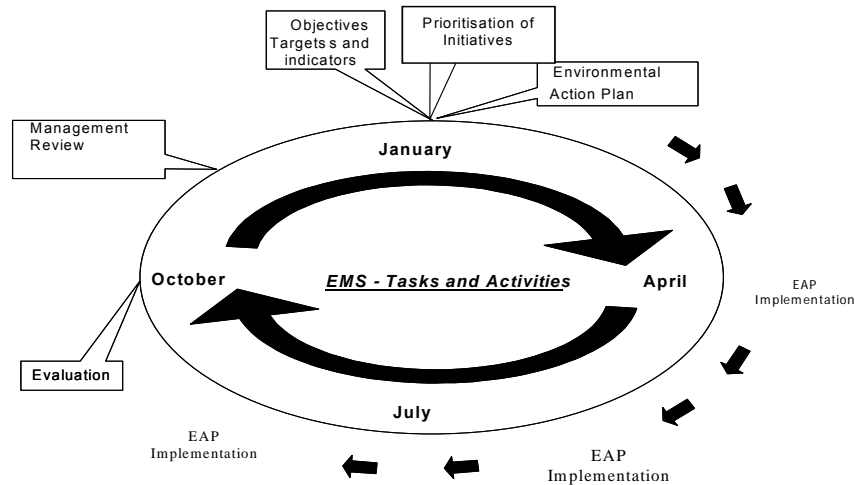 Objectives
Targets s and
indicators
Prioritisation of
Initiatives
Environmental
Action Plan
Management
Review
January
October
EMS - Tasks and Activities
April
EAP
Implementation
Evaluation
July
EAP
Implementation
EAP
Implementation